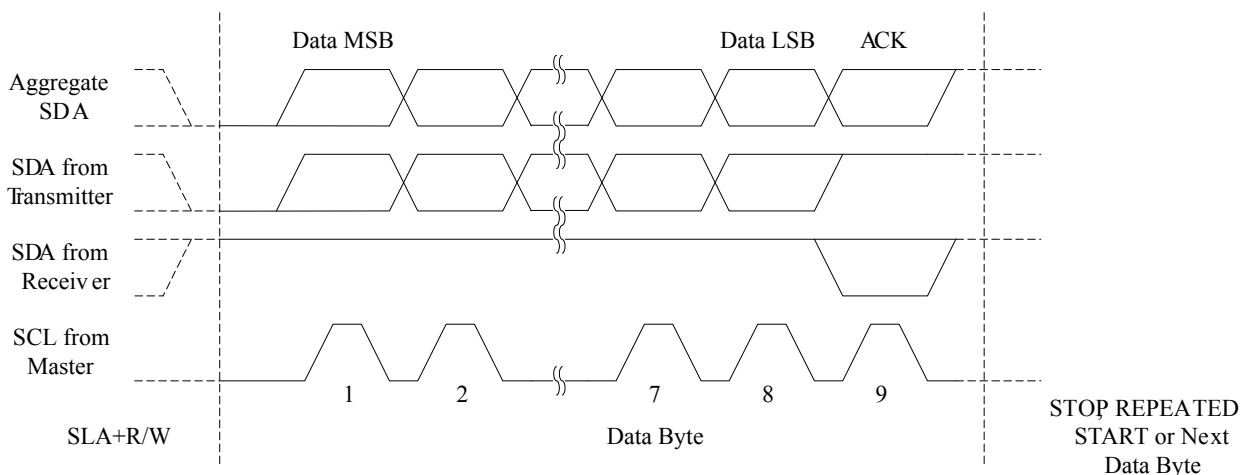 Data MSB
Data LSB
ACK
Aggregate
SDA
SDA from
Transmitter
SDA from
Receiver
SCL from
Master
1
2
7
8
9
SLA+R/W
Data Byte
STOP, REPEATED
START or Next
Data Byte